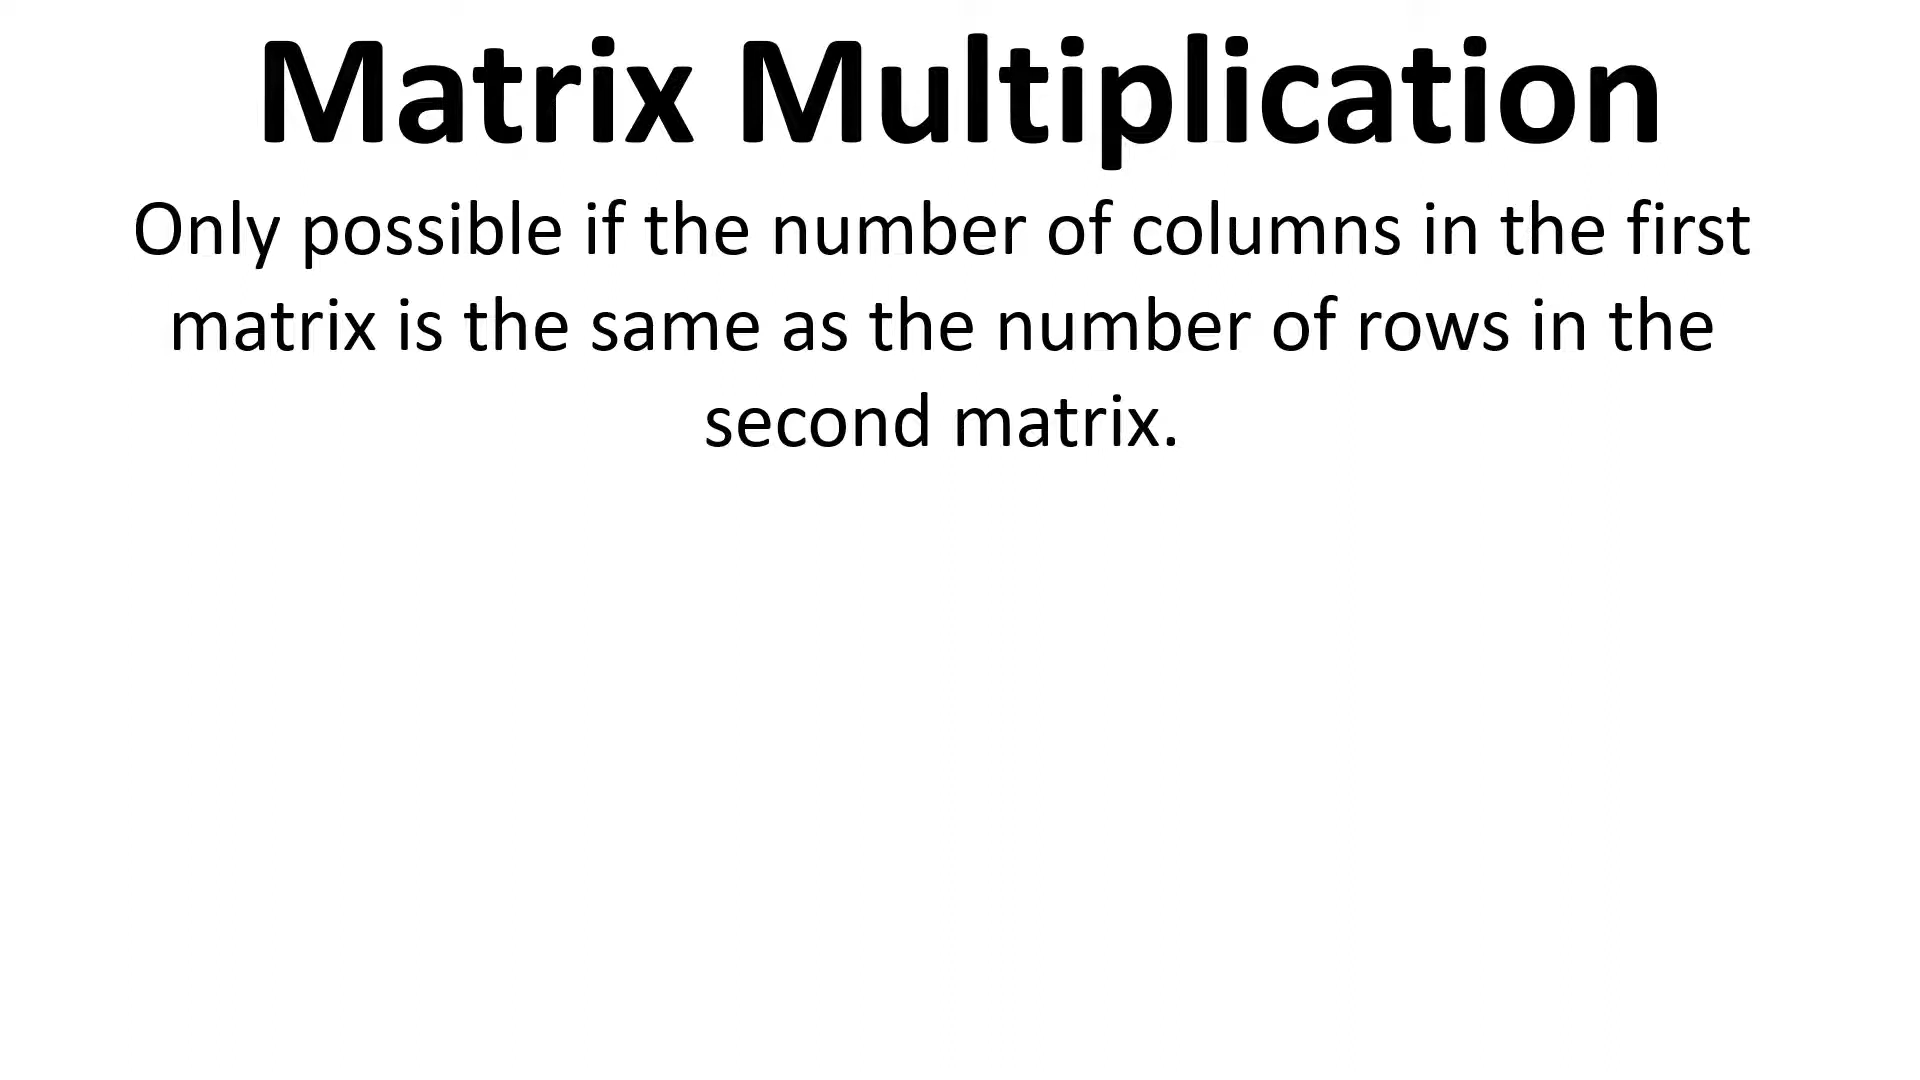 Matrix Multiplication
Only possible if the number of columns in the first
matrix is the same as the number of rows in the
second matrix.